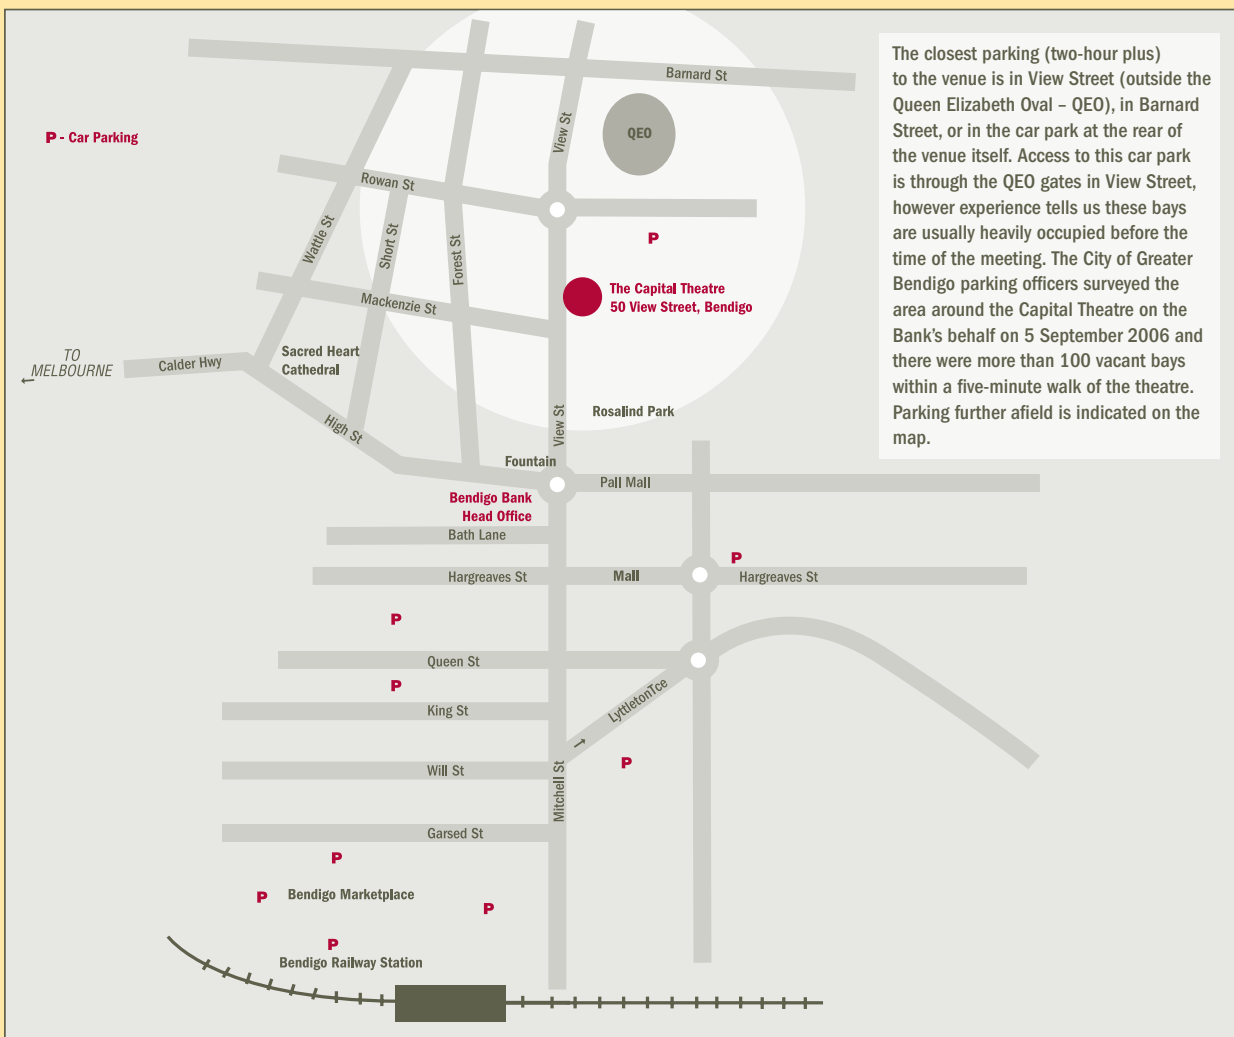 Barnard St
View St
QEO
P - Car Parking
Rowan St
Wattle St
Short St
Forest St
P
The Capital Theatre
50 View Street, Bendigo
Mackenzie St
TO
MELBOURNE
←
Calder Hwy
Sacred Heart
Cathedral
High St
View St
Rosalind Park
Fountain
Pall Mall
Bendigo Bank
Head Office
Bath Lane
Hargreaves St
Mall
P
Hargreaves St
P
Queen St
P
King St
LyttletonTce
→
P
Will St
Mitchell St
Garsed St
P
P
Bendigo Marketplace
P
P
Bendigo Railway Station
The closest parking (two-hour plus)
to the venue is in View Street (outside the
Queen Elizabeth Oval – QEO), in Barnard
Street, or in the car park at the rear of
the venue itself. Access to this car park
is through the QEO gates in View Street,
however experience tells us these bays
are usually heavily occupied before the
time of the meeting. The City of Greater
Bendigo parking officers surveyed the
area around the Capital Theatre on the
Bank's behalf on 5 September 2006 and
there were more than 100 vacant bays
within a five-minute walk of the theatre.
Parking further afield is indicated on the
map.